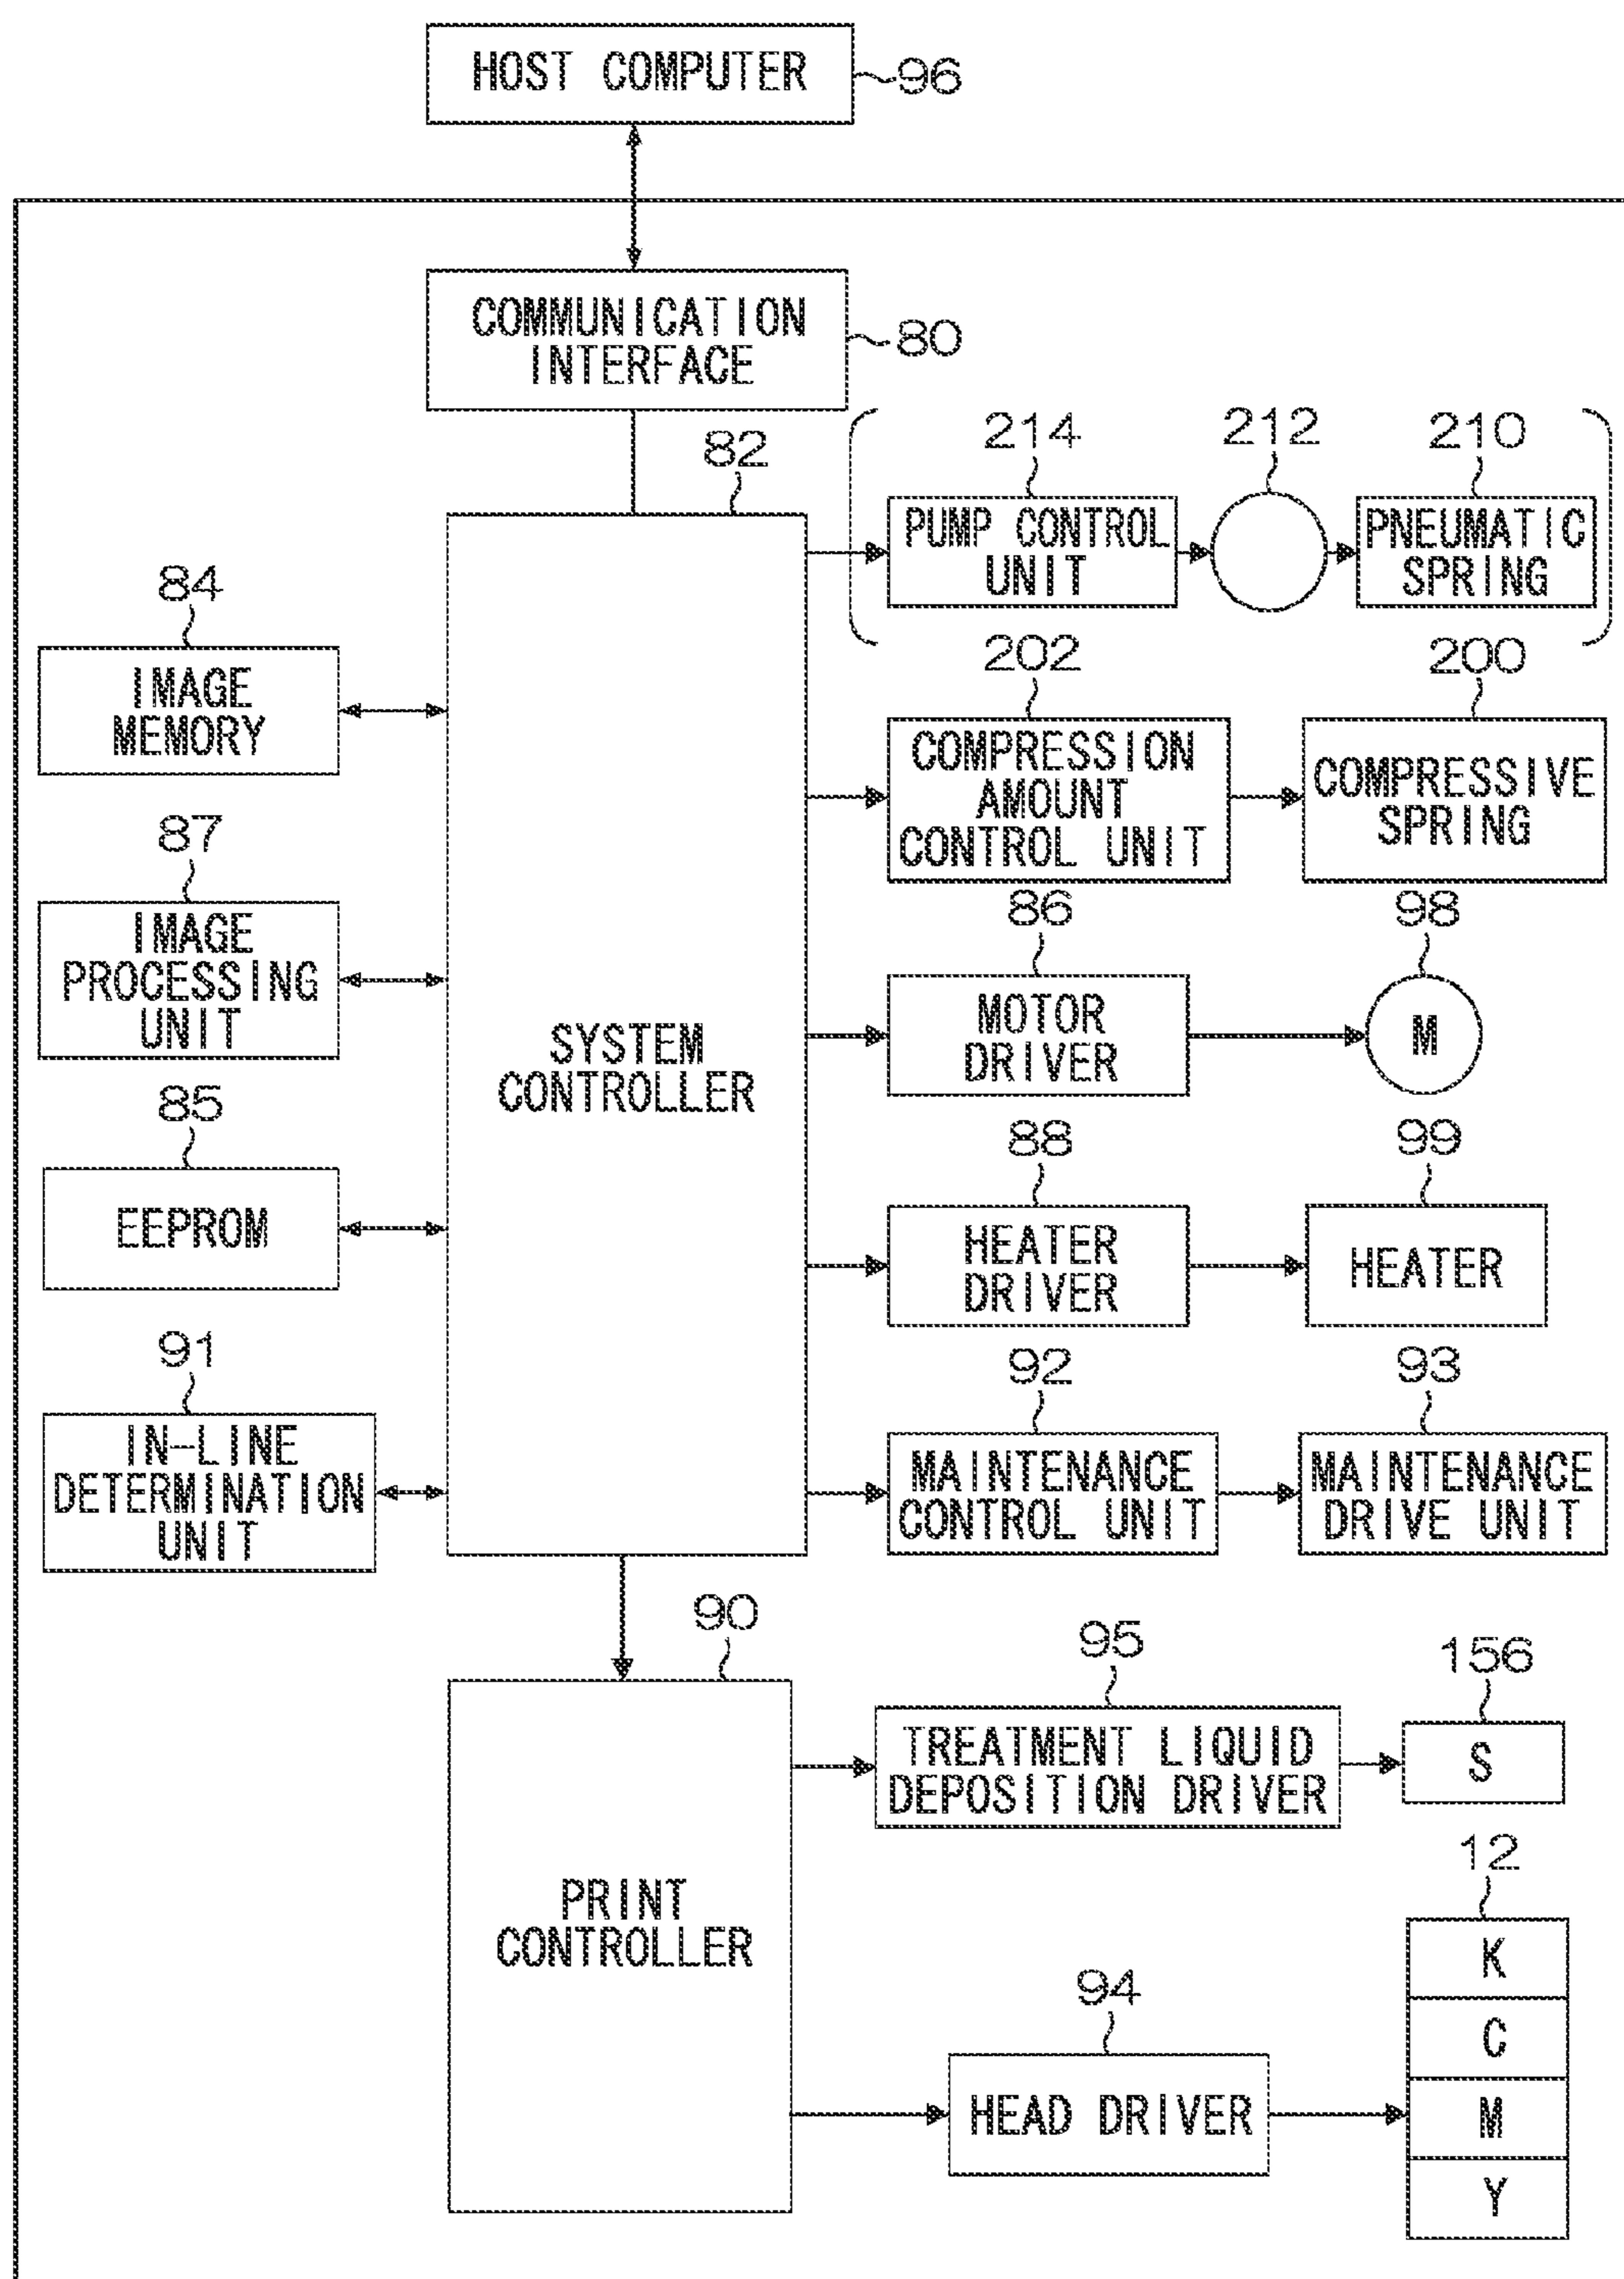 HOST COMPUTER
96
COMMUNICATION
INTERFACE
80
82
214
212
210
PUMP CONTROL
UNIT
PNEUMATIC
SPRING
84
IMAGE
MEMORY
202
200
COMPRESSION
AMOUNT
CONTROL UNIT
COMPRESSIVE
SPRING
87
IMAGE
PROCESSING
UNIT
86
98
MOTOR
DRIVER
M
SYSTEM
CONTROLLER
85
EEPROM
88
99
HEATER
DRIVER
HEATER
91
IN-LINE
DETERMINATION
UNIT
92
93
MAINTENANCE
CONTROL UNIT
MAINTENANCE
DRIVE UNIT
90
95
156
TREATMENT LIQUID
DEPOSITION DRIVER
S
PRINT
CONTROLLER
12
K
C
M
Y
94
HEAD DRIVER